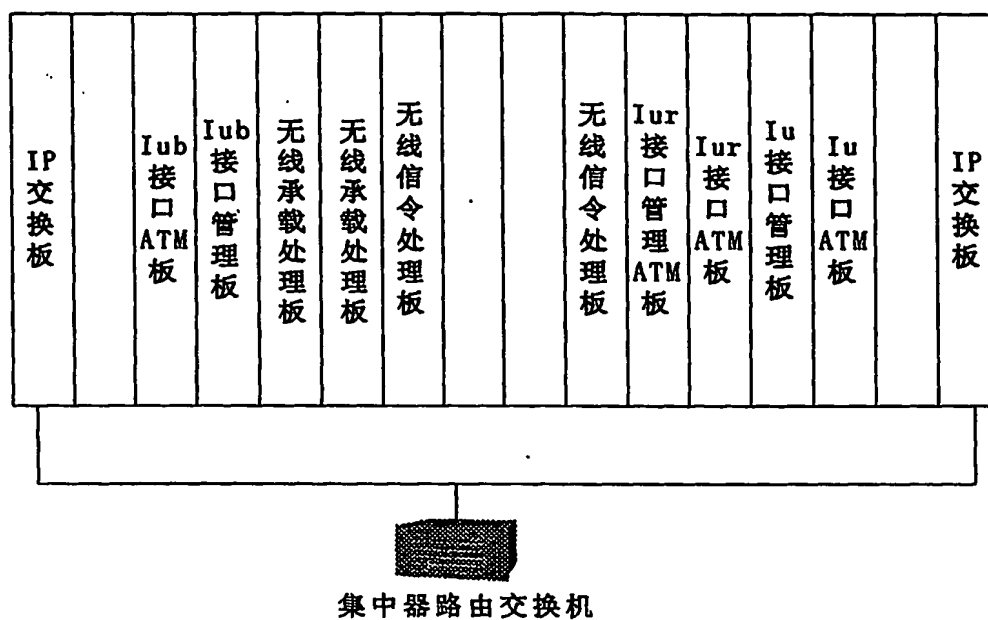 IP交换板
Iub接口ATM板
Iub接口管理板
无线承载处理板
无线承载处理板
无线信令处理板
无线信令处理板
Iur接口管理ATM板
Iur接口ATM板
Iu接口管理板
Iu接口ATM板
IP交换板
集中器路由交换机